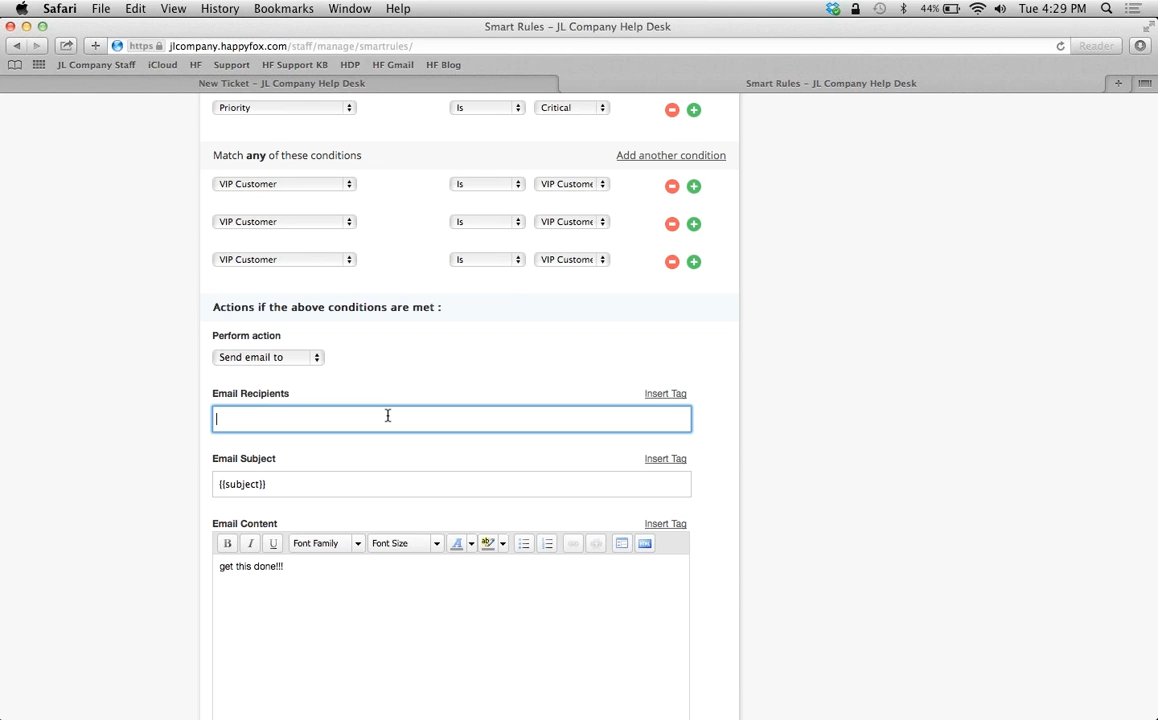 Safari File Edit View History Bookmarks Window Help 44% Tue 4:29 PM
Smart Rules – JL Company Help Desk
https jlcompany.happyfox.com/staff/manage/smartrules/ Reader
JL Company Staff iCloud HF Support HF Support KB HDP HF Gmail HF Blog
New Ticket – JL Company Help Desk Smart Rules – JL Company Help Desk
Priority Is Critical
Match any of these conditions Add another condition
VIP Customer Is VIP Custome
VIP Customer Is VIP Custome
VIP Customer Is VIP Custome
Actions if the above conditions are met :
Perform action
Send email to
Email Recipients Insert Tag
Email Subject Insert Tag
{{subject}}
Email Content Insert Tag
B I U Font Family Font Size A ab
get this done!!!